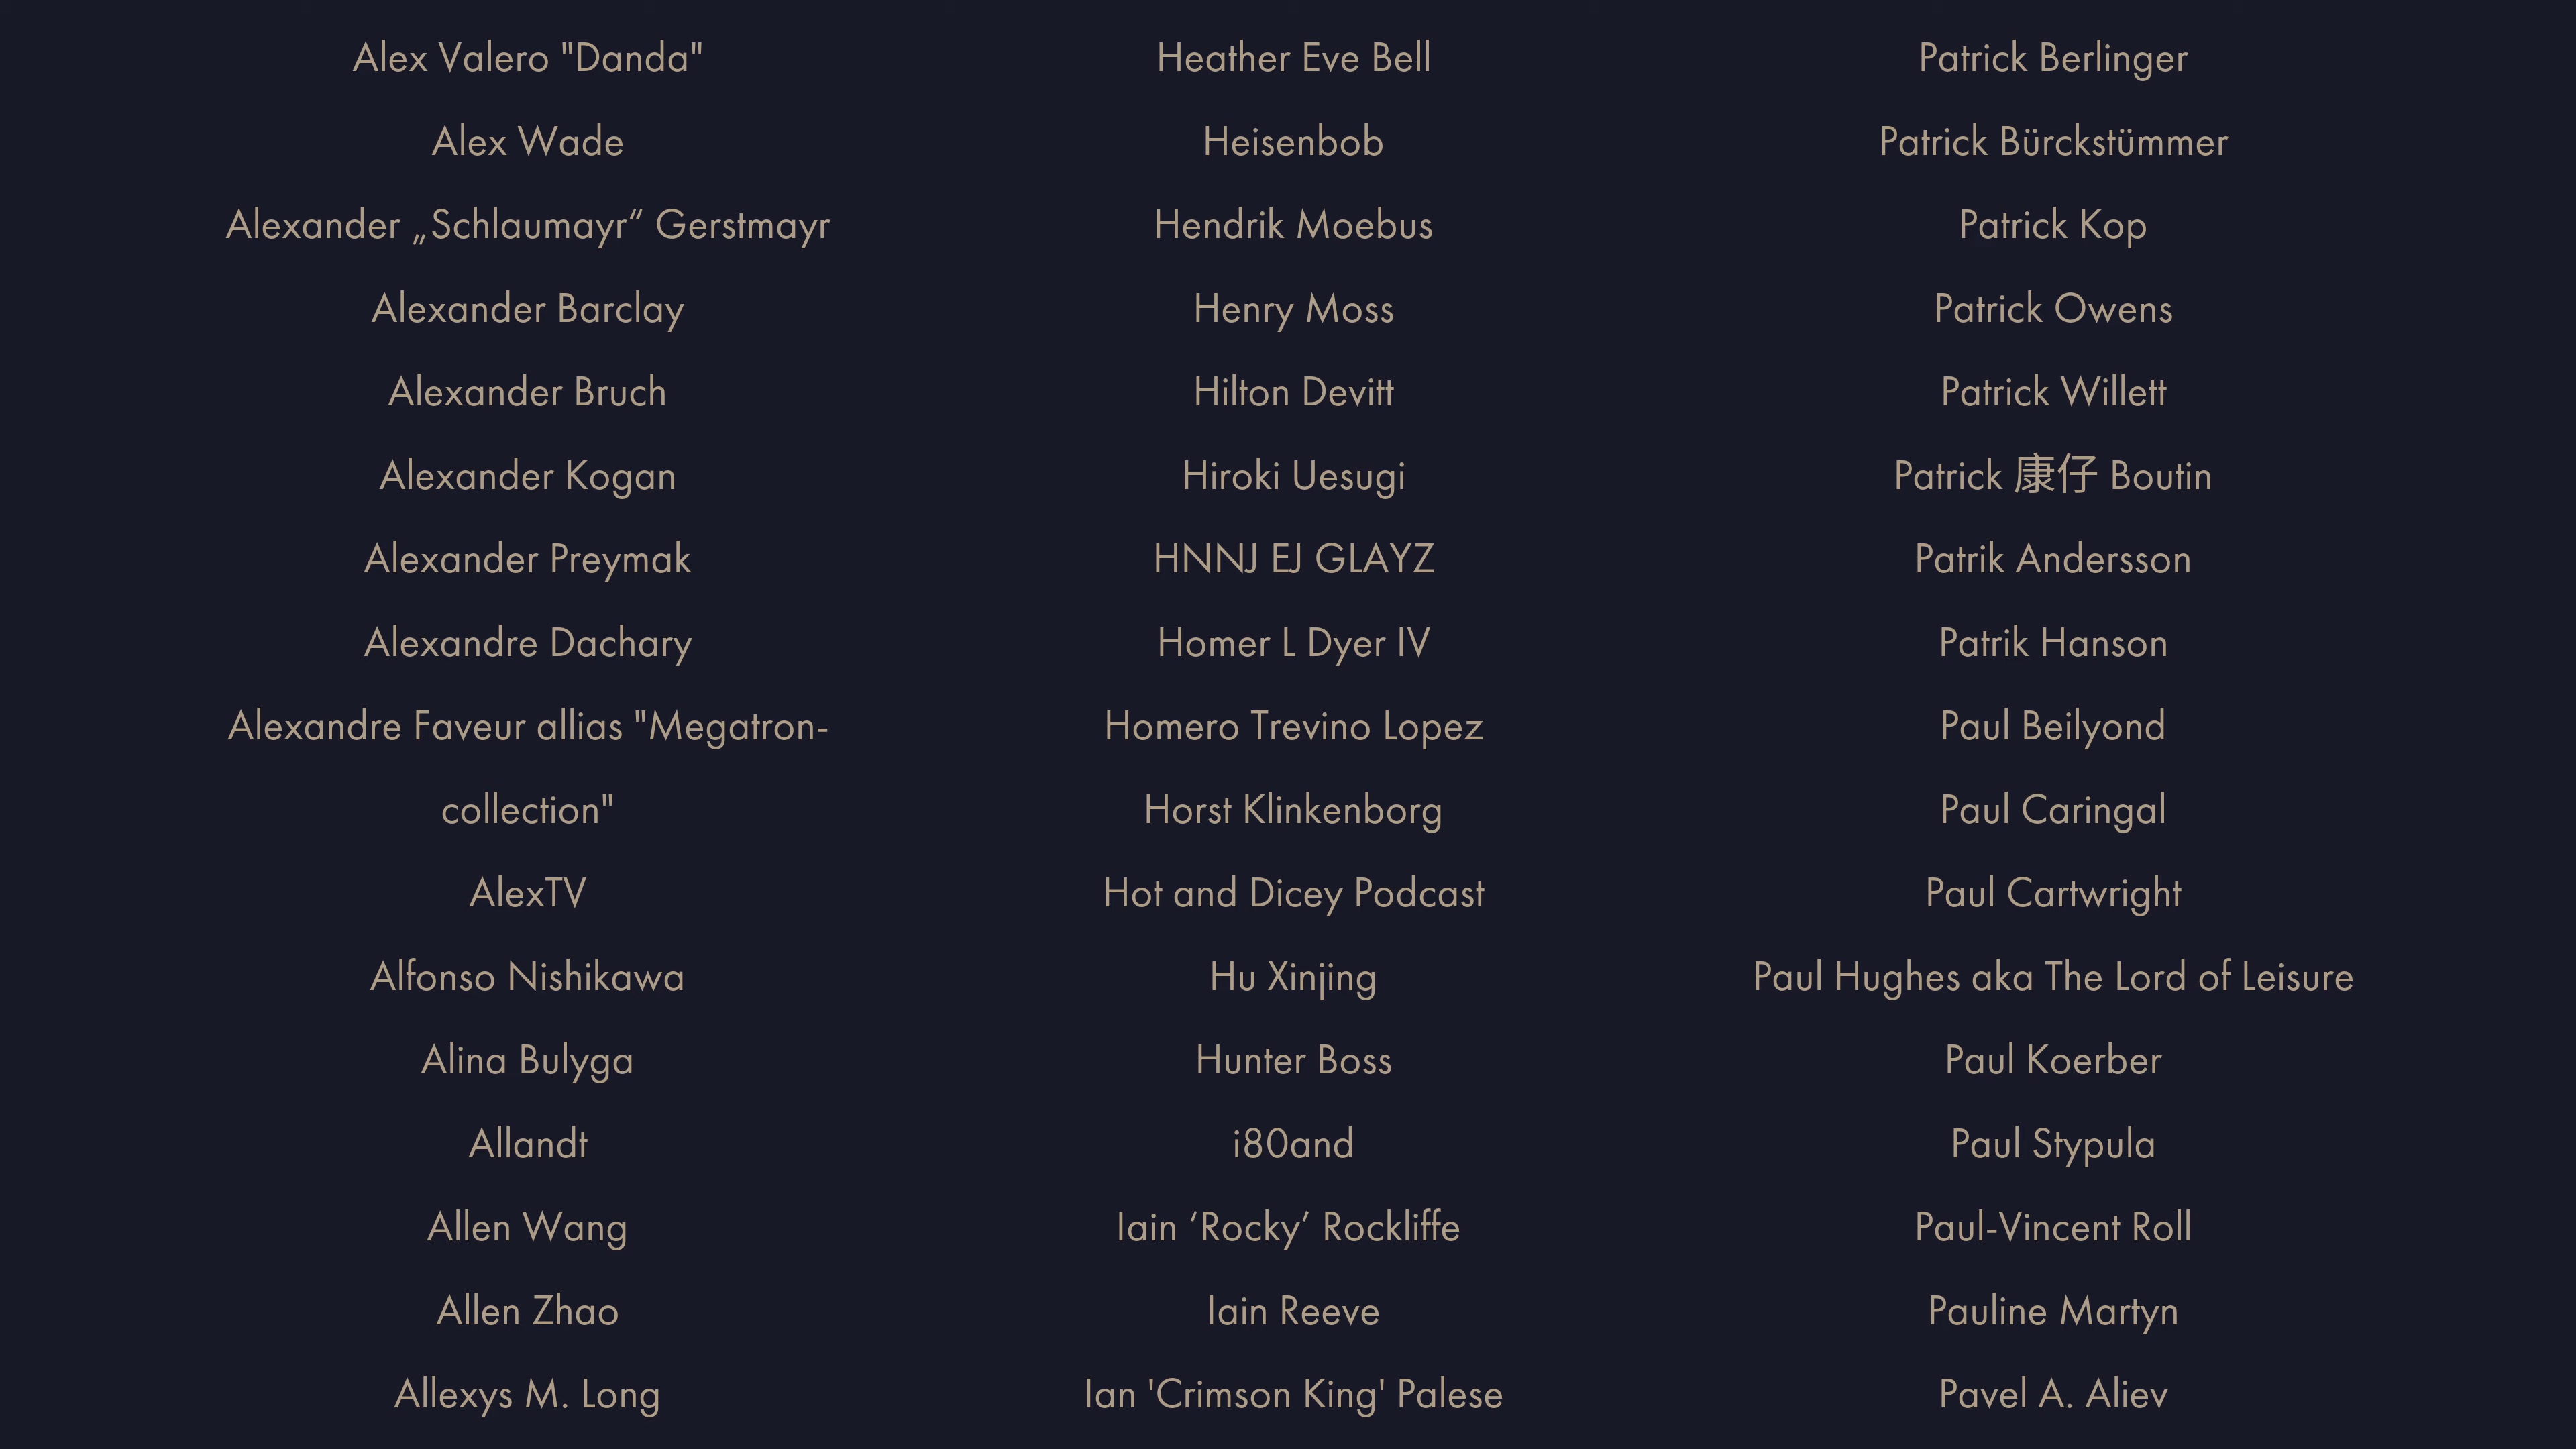 Alex Valero "Danda"
Alex Wade
Alexander „Schlaumayr“ Gerstmayr
Alexander Barclay
Alexander Bruch
Alexander Kogan
Alexander Preymak
Alexandre Dachary
Alexandre Faveur allias "Megatron-
collection"
AlexTV
Alfonso Nishikawa
Alina Bulyga
Allandt
Allen Wang
Allen Zhao
Allexys M. Long
Heather Eve Bell
Heisenbob
Hendrik Moebus
Henry Moss
Hilton Devitt
Hiroki Uesugi
HNNJ EJ GLAYZ
Homer L Dyer IV
Homero Trevino Lopez
Horst Klinkenborg
Hot and Dicey Podcast
Hu Xinjing
Hunter Boss
i80and
Iain ‘Rocky’ Rockliffe
Iain Reeve
Ian 'Crimson King' Palese
Patrick Berlinger
Patrick Bürckstümmer
Patrick Kop
Patrick Owens
Patrick Willett
Patrick 康仔 Boutin
Patrik Andersson
Patrik Hanson
Paul Beilyond
Paul Caringal
Paul Cartwright
Paul Hughes aka The Lord of Leisure
Paul Koerber
Paul Stypula
Paul-Vincent Roll
Pauline Martyn
Pavel A. Aliev